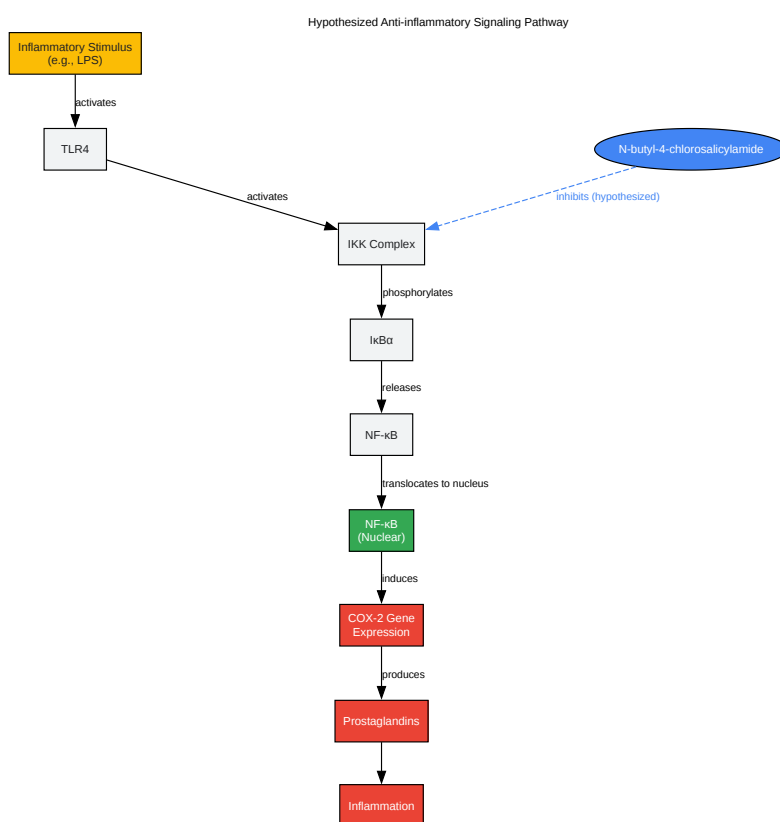 Hypothesized Anti-inflammatory Signaling Pathway
Inflammatory Stimulus
(e.g., LPS)
activates
TLR4
N-butyl-4-chlorosalicylamide
activates
inhibits (hypothesized)
IKK Complex
phosphorylates
IκBα
releases
NF-κB
translocates to nucleus
NF-κB
(Nuclear)
induces
COX-2 Gene
Expression
produces
Prostaglandins
Inflammation